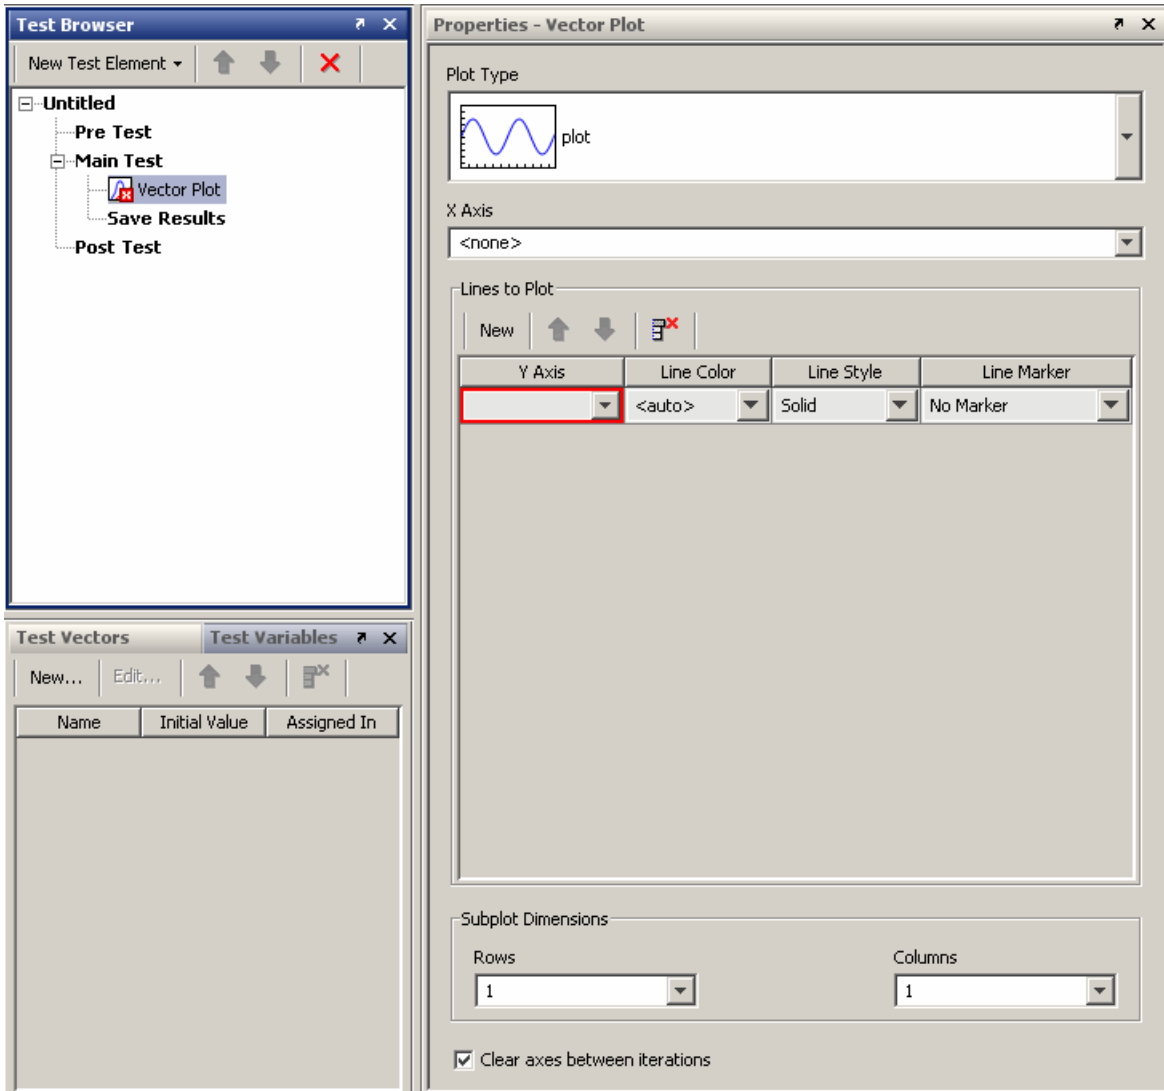 Test Browser
New Test Element
Untitled
Pre Test
Main Test
Vector Plot
Save Results
Post Test
Test Vectors
Test Variables
New...
Edit...
Name
Initial Value
Assigned In
Properties - Vector Plot
Plot Type
plot
X Axis
<none>
Lines to Plot
New
Y Axis
Line Color
Line Style
Line Marker
<auto>
Solid
No Marker
Subplot Dimensions
Rows
Columns
1
1
Clear axes between iterations